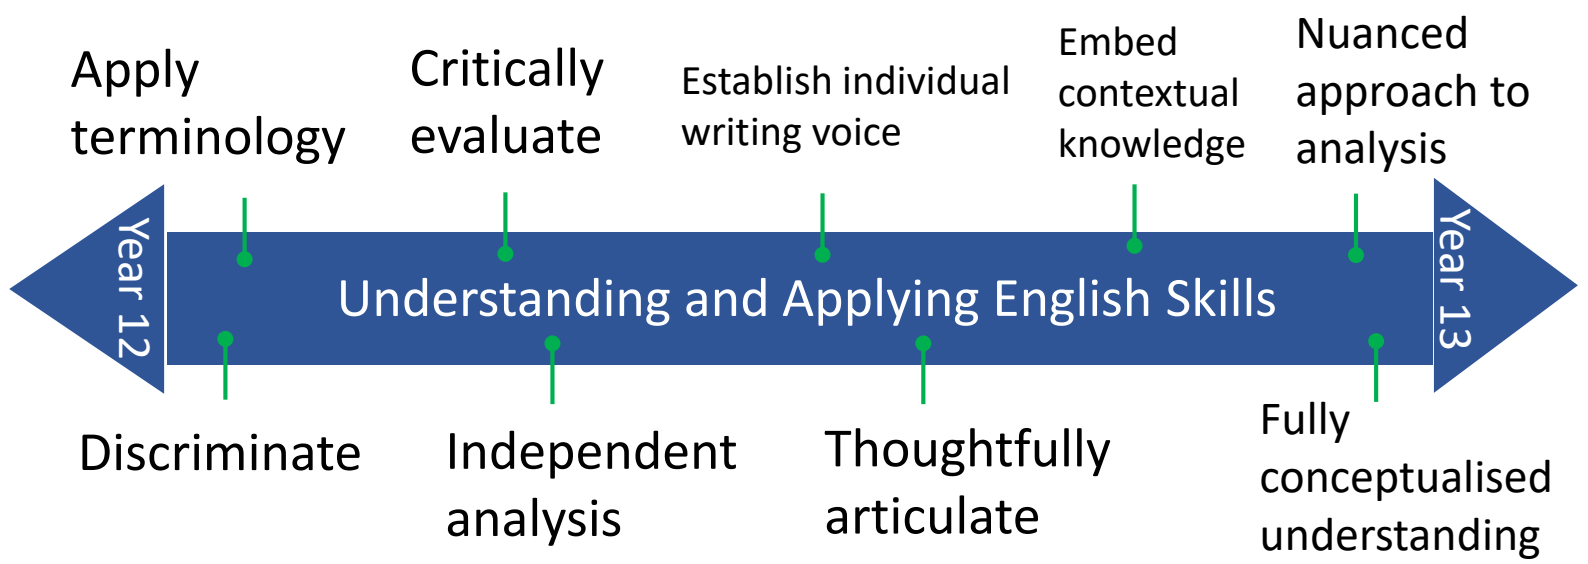 Apply
terminology
Critically
evaluate
Establish individual
writing voice
Embed
contextual
knowledge
Nuanced
approach to
analysis
Year 12
Understanding and Applying English Skills
Year 13
Discriminate
Independent
analysis
Thoughtfully
articulate
Fully
conceptualised
understanding